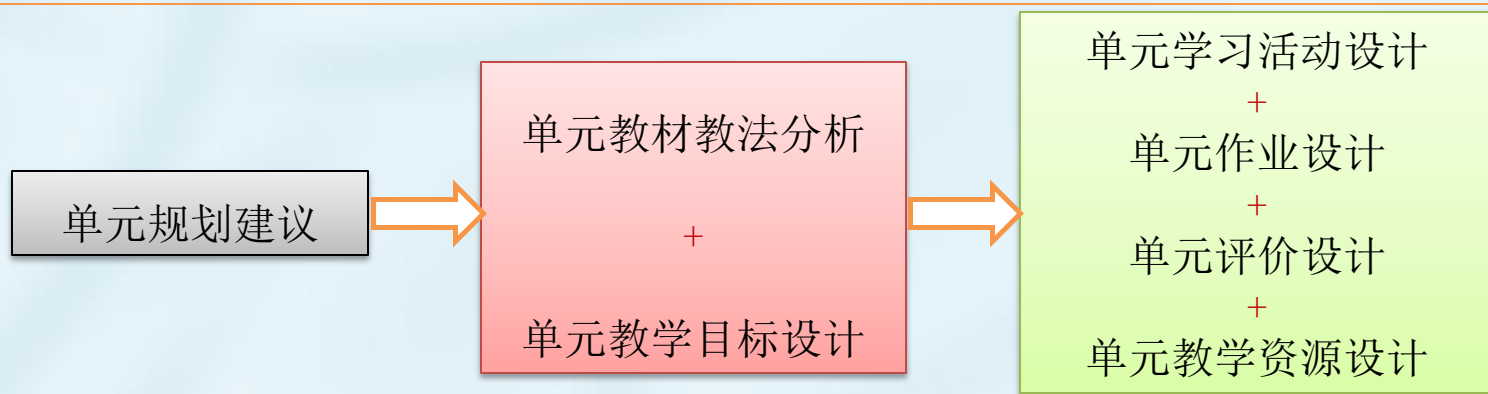 单元规划建议
单元教材教法分析
+
单元教学目标设计
单元学习活动设计
+
单元作业设计
+
单元评价设计
+
单元教学资源设计